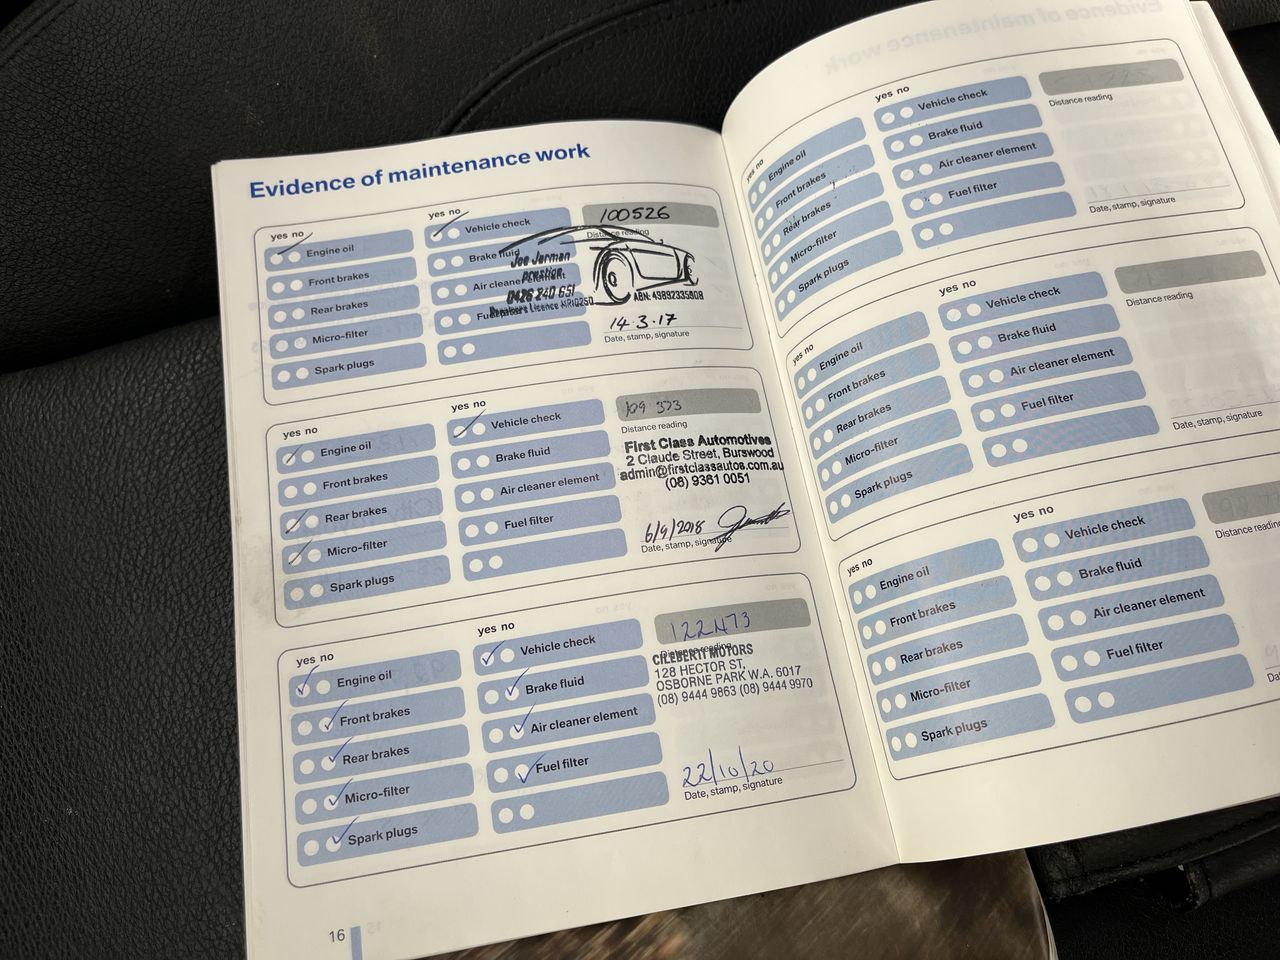 Evidence of maintenance work
yes no
yes no
Engine oil
Front brakes
Rear brakes
Micro-filter
Spark plugs
Vehicle check
Brake fluid
Air cleaner element
Fuel filter
100526
Distance reading
Joe Jarman
prestige.
0426 240 651
ABN: 49892335808
14.3.17
Date, stamp, signature
yes no
yes no
Engine oil
Front brakes
Rear brakes
Micro-filter
Spark plugs
Vehicle check
Brake fluid
Air cleaner element
Fuel filter
109 373
Distance reading
First Class Automotives
2 Claude Street, Burswood
admin@firstclassautos.com.au
(08) 9361 0051
6/9/2018
Date, stamp, signature
yes no
yes no
Engine oil
Front brakes
Rear brakes
Micro-filter
Spark plugs
Vehicle check
Brake fluid
Air cleaner element
Fuel filter
122473
Distance reading
CILEBERTI MOTORS
128 HECTOR ST,
OSBORNE PARK W.A. 6017
(08) 9444 9863 (08) 9444 9970
22/10/20
Date, stamp, signature
16
yes no
yes no
Engine oil
Front brakes
Rear brakes
Micro-filter
Spark plugs
Vehicle check
Brake fluid
Air cleaner element
Fuel filter
Distance reading
Date, stamp, signature
yes no
yes no
Engine oil
Front brakes
Rear brakes
Micro-filter
Spark plugs
Vehicle check
Brake fluid
Air cleaner element
Fuel filter
Distance reading
Date, stamp, signature
yes no
yes no
Engine oil
Front brakes
Rear brakes
Micro-filter
Spark plugs
Vehicle check
Brake fluid
Air cleaner element
Fuel filter
Distance reading